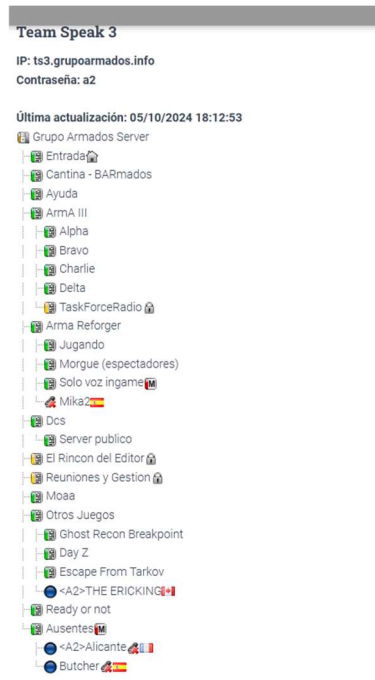 Team Speak 3
IP: ts3.grupoarmados.info
Contraseña: a2
Última actualización: 05/10/2024 18:12:53
Grupo Armados Server
Entrada
Cantina - BARmados
Ayuda
ArmA III
Alpha
Bravo
Charlie
Delta
TaskForceRadio
Arma Reforger
Jugando
Morgue (espectadores)
Solo voz ingame M
Mika2
Dcs
Server publico
El Rincon del Editor
Reuniones y Gestion
Moaa
Otros Juegos
Ghost Recon Breakpoint
Day Z
Escape From Tarkov
<A2>THE ERICKING
Ready or not
Ausentes M
<A2>Alicante
Butcher